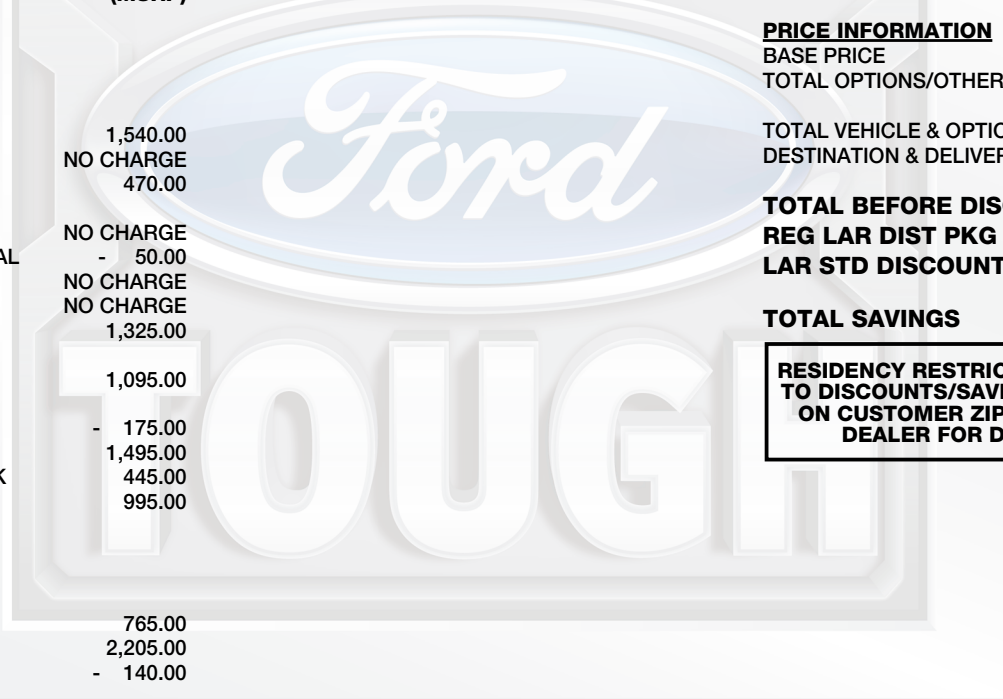 (MSRP)
1,540.00
NO CHARGE
470.00
NO CHARGE
AL - 50.00
NO CHARGE
NO CHARGE
1,325.00
1,095.00
- 175.00
1,495.00
K 445.00
995.00
765.00
2,205.00
- 140.00
Ford
TOUGH
PRICE INFORMATION
BASE PRICE
TOTAL OPTIONS/OTHER
TOTAL VEHICLE & OPTIO
DESTINATION & DELIVER
TOTAL BEFORE DISC
REG LAR DIST PKG
LAR STD DISCOUNT
TOTAL SAVINGS
RESIDENCY RESTRIC
TO DISCOUNTS/SAVI
ON CUSTOMER ZIP
DEALER FOR D